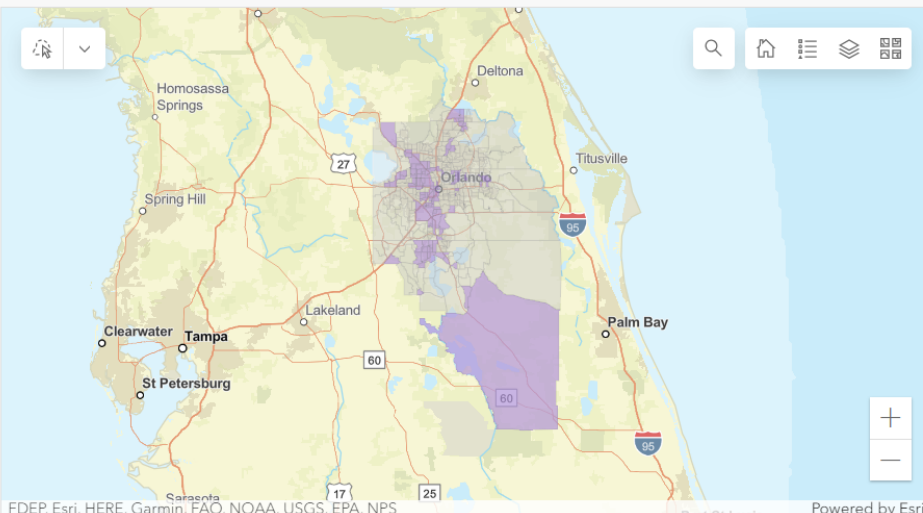 Deltona
Homosassa
Springs
27
Titusville
Orlando
Spring Hill
95
Lakeland
Palm Bay
Clearwater
Tampa
60
St Petersburg
60
95
17
25
Sarasota
FDEP, Esri, HERE, Garmin, FAO, NOAA, USGS, EPA, NPS
Powered by Esri